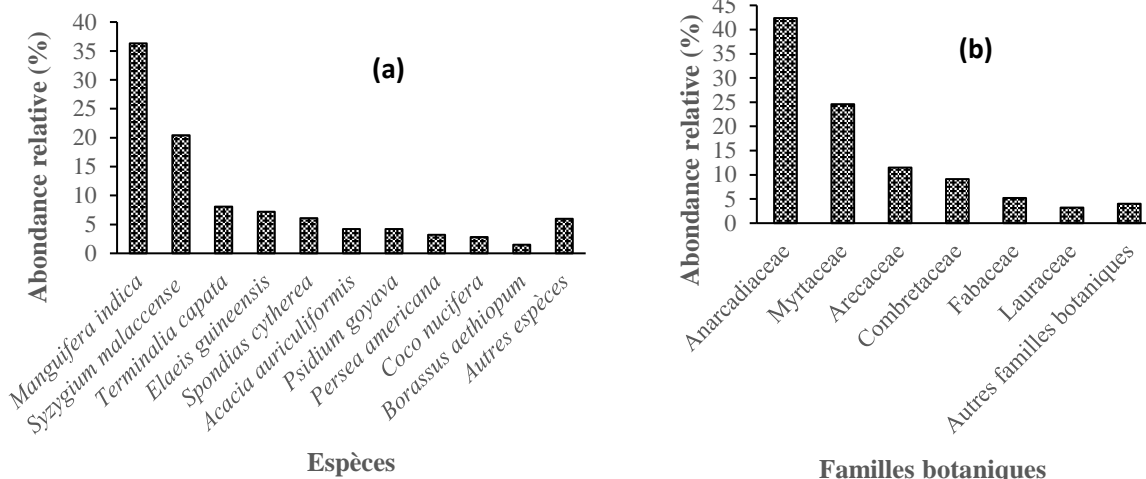 Abondance relative (%)
40
35
30
25
20
15
10
5
0
(a)
Manguifera indica
Syzygium malaccense
Terminalia capata
Elaeis guineensis
Spondias cytherea
Acacia auriculiformis
Psidium goyava
Persea americana
Coco nucifera
Borassus aethiopum
Autres espèces
Espèces
Abondance relative (%)
45
40
35
30
25
20
15
10
5
0
(b)
Anarcadiaceae
Myrtaceae
Arecaceae
Combretaceae
Fabaceae
Lauraceae
Autres familles botaniques
Familles botaniques